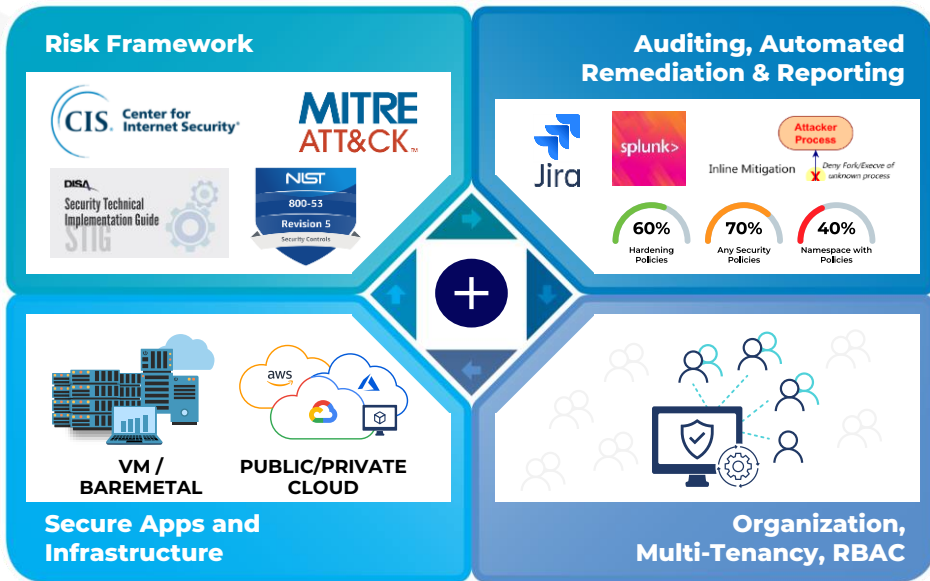 Risk Framework
CIS. Center for
Internet Security®
MITRE
ATT&CK™
DISA
Security Technical
Implementation Guide
STIG
NIST
800-53
Revision 5
Security Controls
Auditing, Automated
Remediation & Reporting
Jira
splunk>
Inline Mitigation
Attacker
Process
Deny Fork/Execve of
unknown process
60%
Hardening
Policies
70%
Any Security
Policies
40%
Namespace with
Policies
VM /
BAREMETAL
aws
PUBLIC/PRIVATE
CLOUD
Secure Apps and
Infrastructure
Organization,
Multi-Tenancy, RBAC